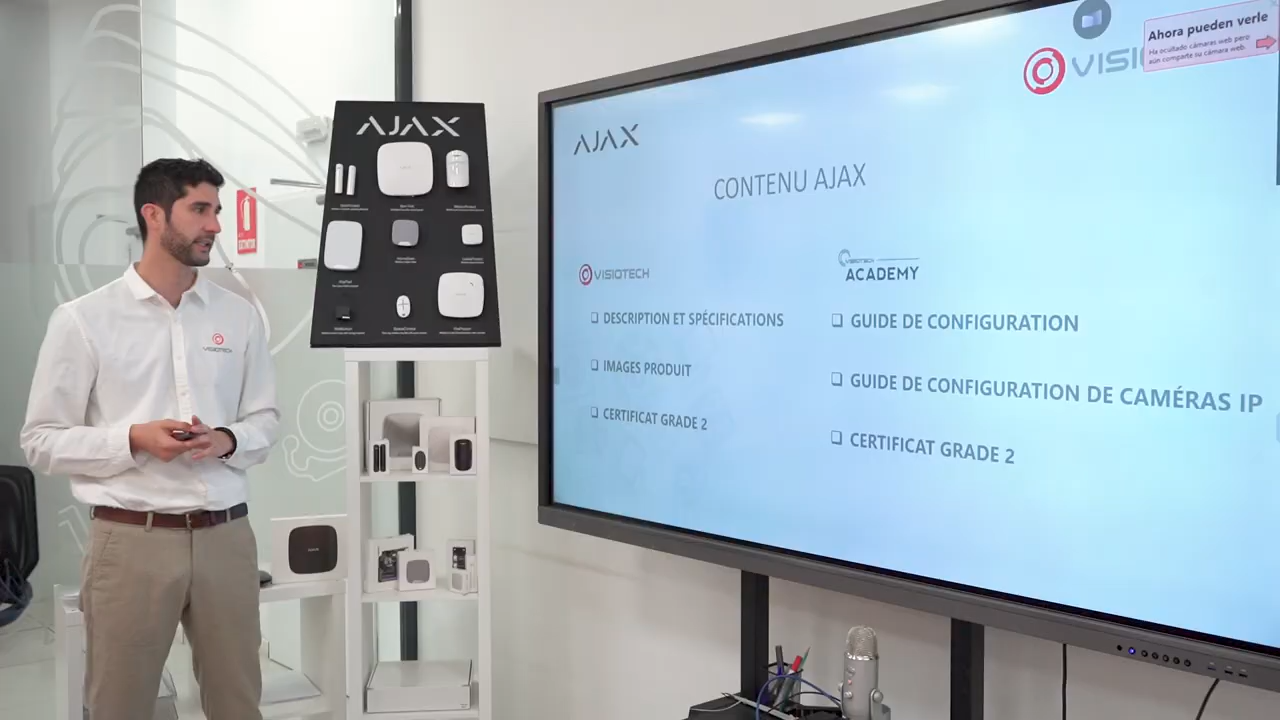 AJAX
EXTINTOR
VISIOTECH
AJAX
CONTENU AJAX
VISIOTECH
DESCRIPTION ET SPÉCIFICATIONS
IMAGES PRODUIT
CERTIFICAT GRADE 2
VISIOTECH
ACADEMY
GUIDE DE CONFIGURATION
GUIDE DE CONFIGURATION DE CAMÉRAS IP
CERTIFICAT GRADE 2
VISI
Ahora pueden verle
Ha ocultado cámaras web pero
aún comparte su cámara web.